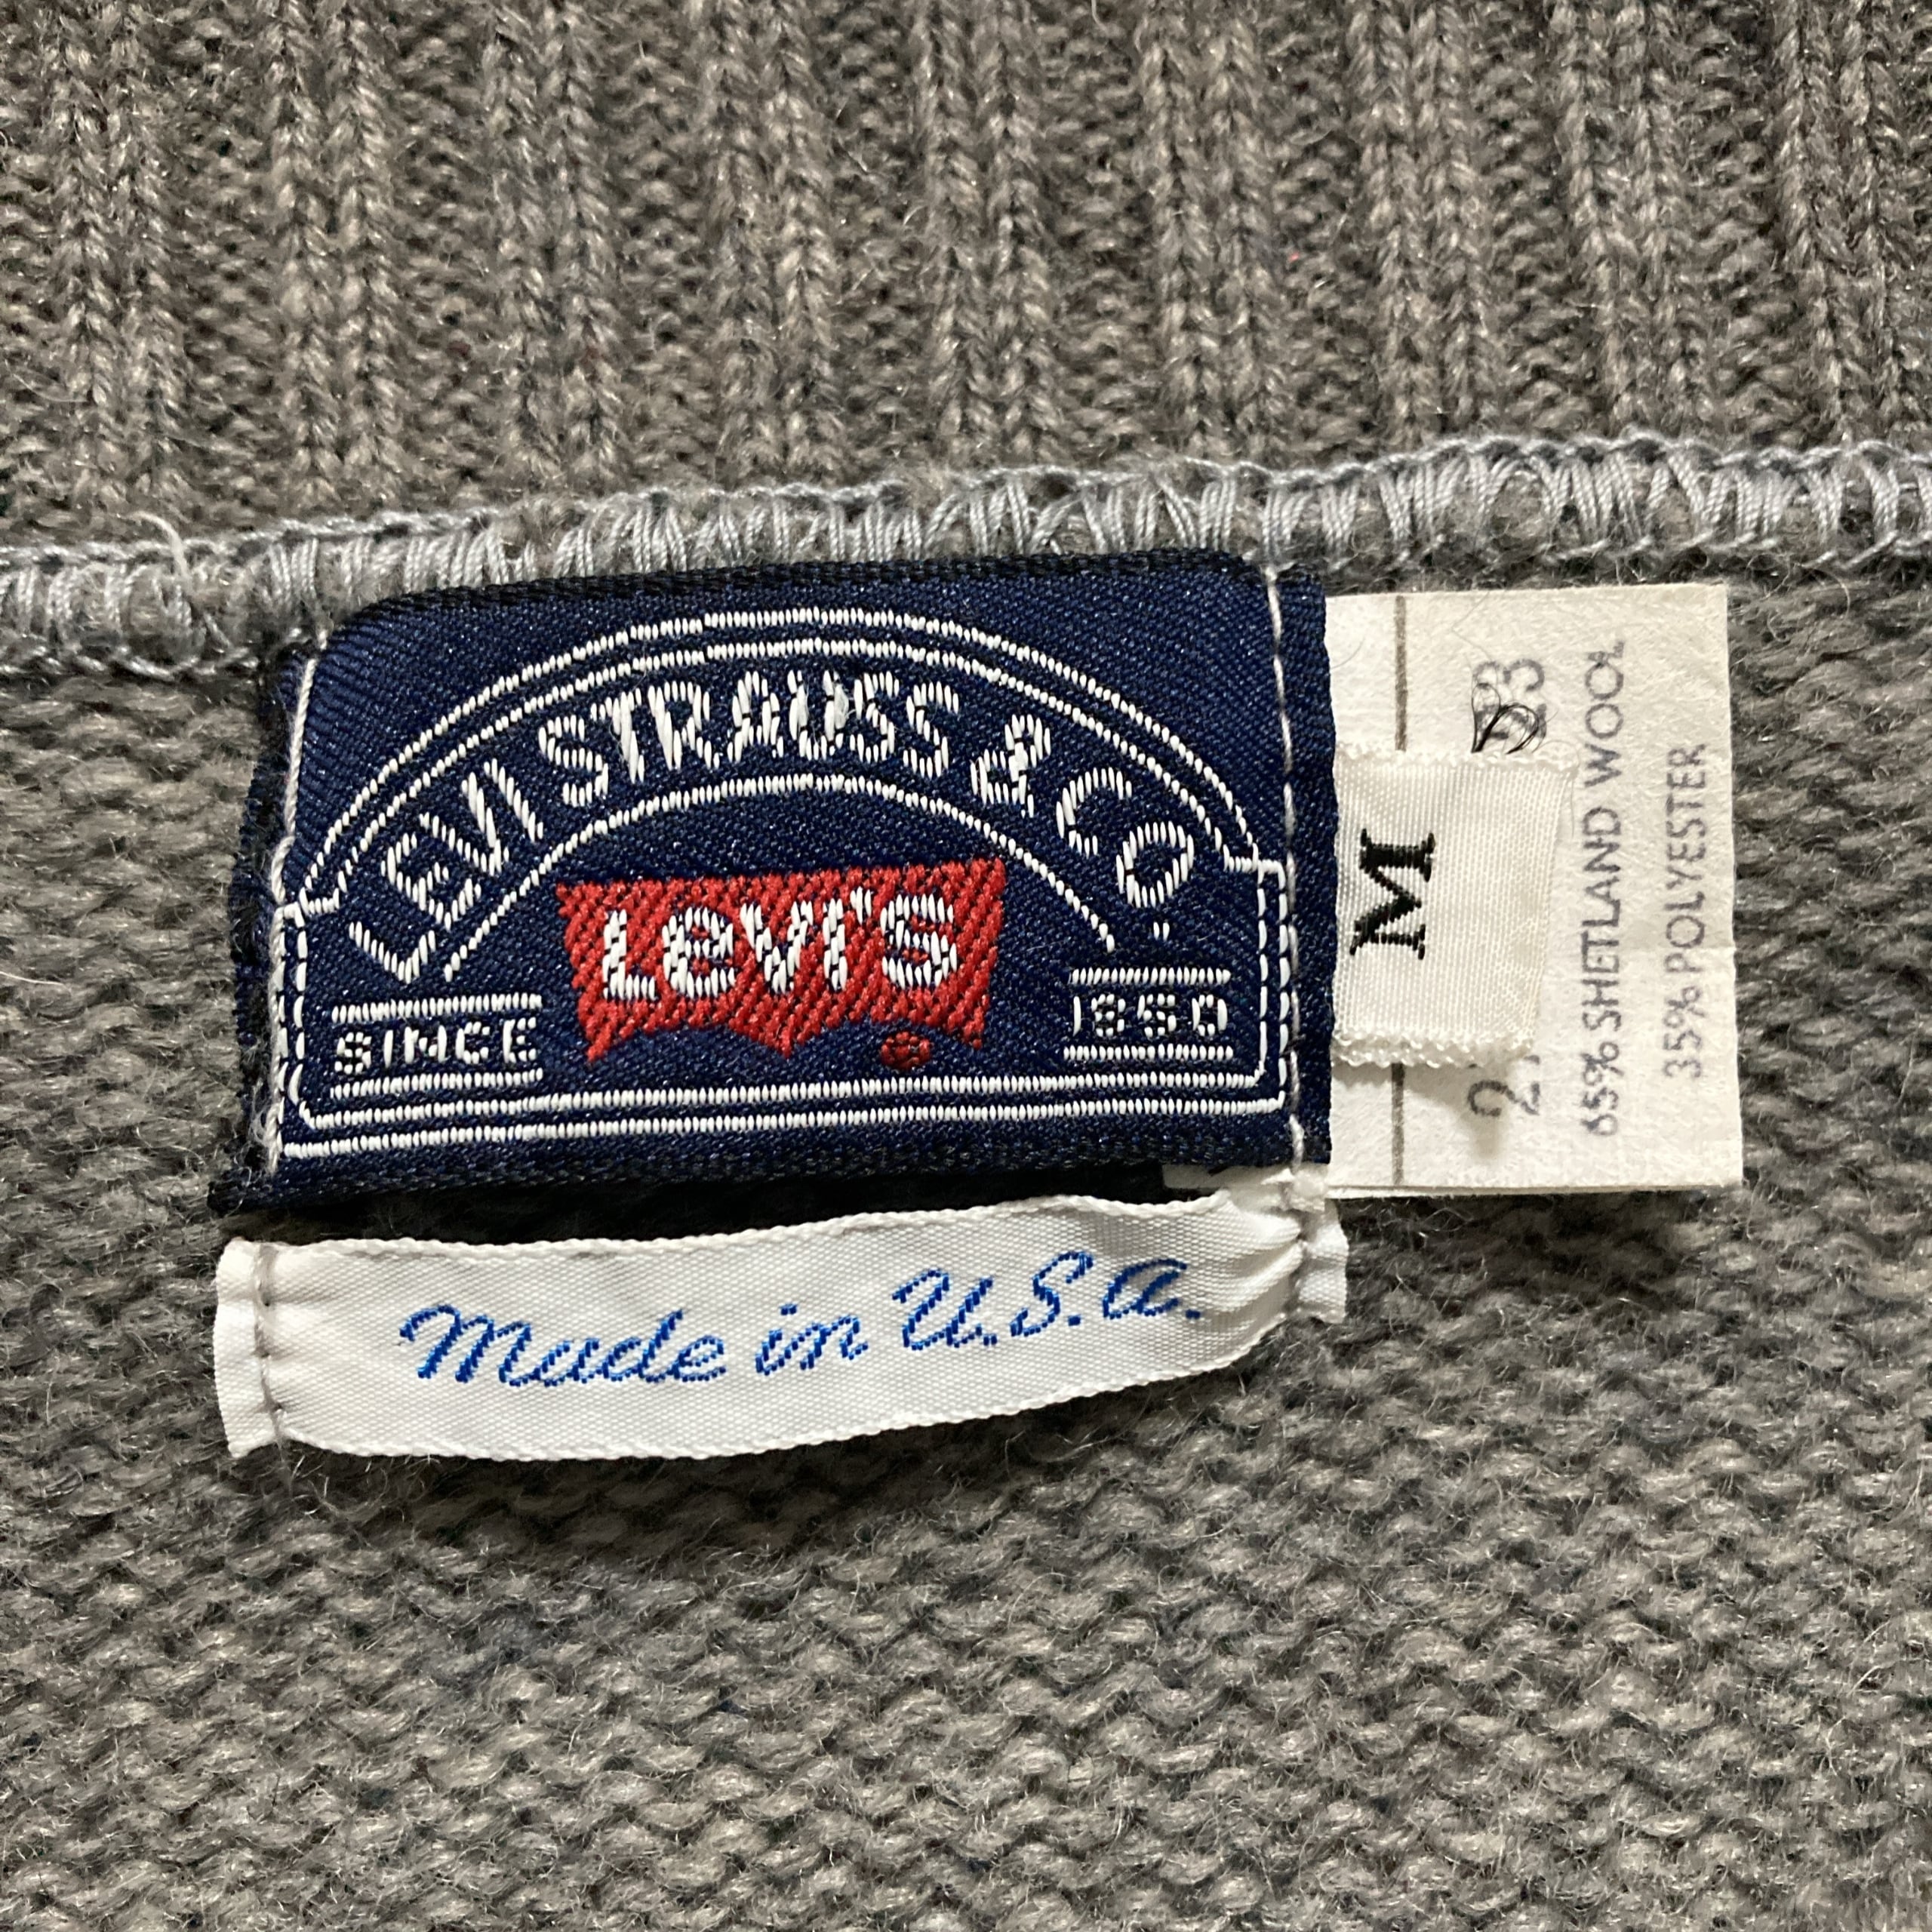 LEVI STRAUSS & CO.
LEVI'S
SINCE
1850
M
65% SHETLAND WOOL
35% POLYESTER
Made in U.S.A.